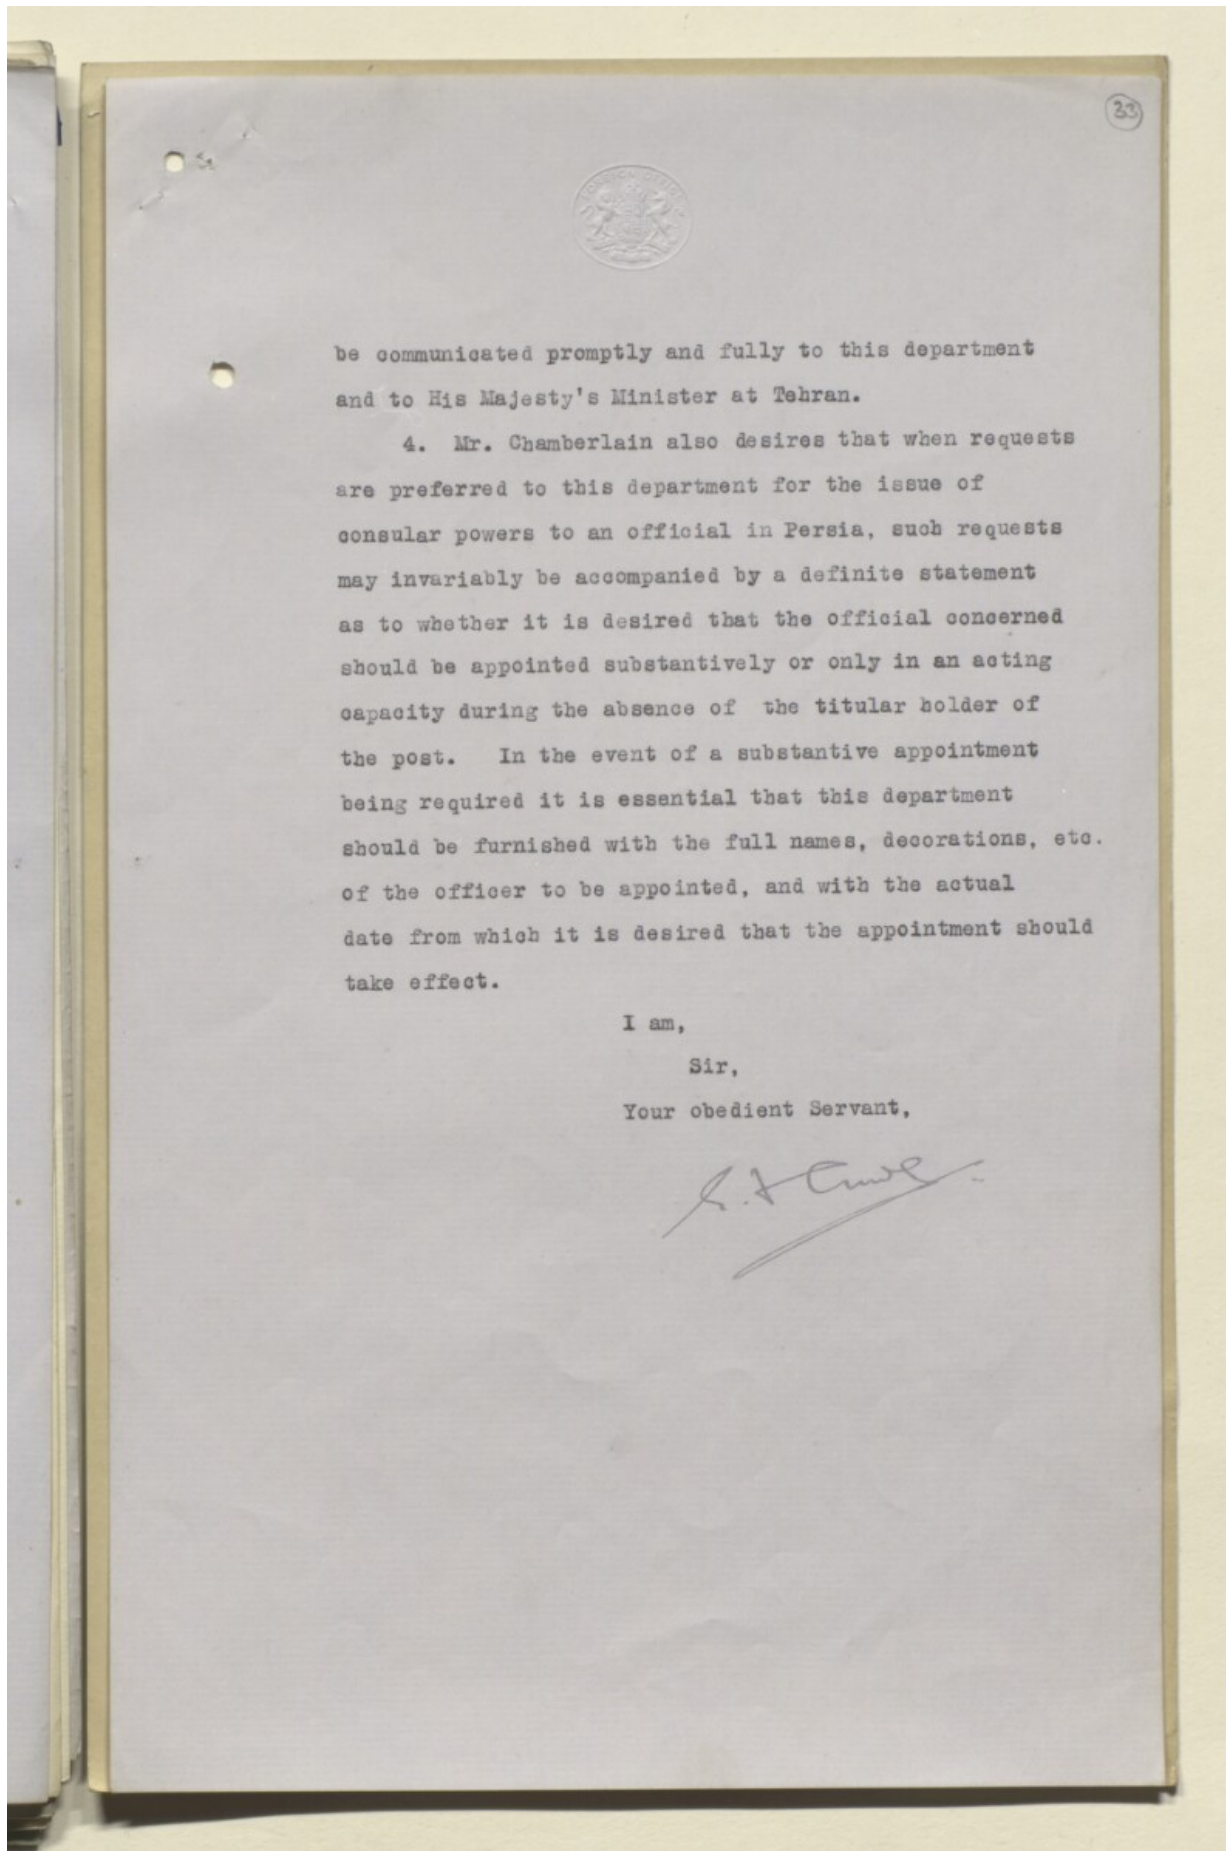 33
FOREIGN OFFICE
be communicated promptly and fully to this department
and to His Majesty's Minister at Tehran.
4. Mr. Chamberlain also desires that when requests
are preferred to this department for the issue of
consular powers to an official in Persia, such requests
may invariably be accompanied by a definite statement
as to whether it is desired that the official concerned
should be appointed substantively or only in an acting
capacity during the absence of the titular holder of
the post. In the event of a substantive appointment
being required it is essential that this department
should be furnished with the full names, decorations, etc.
of the officer to be appointed, and with the actual
date from which it is desired that the appointment should
take effect.
I am,
Sir,
Your obedient Servant,